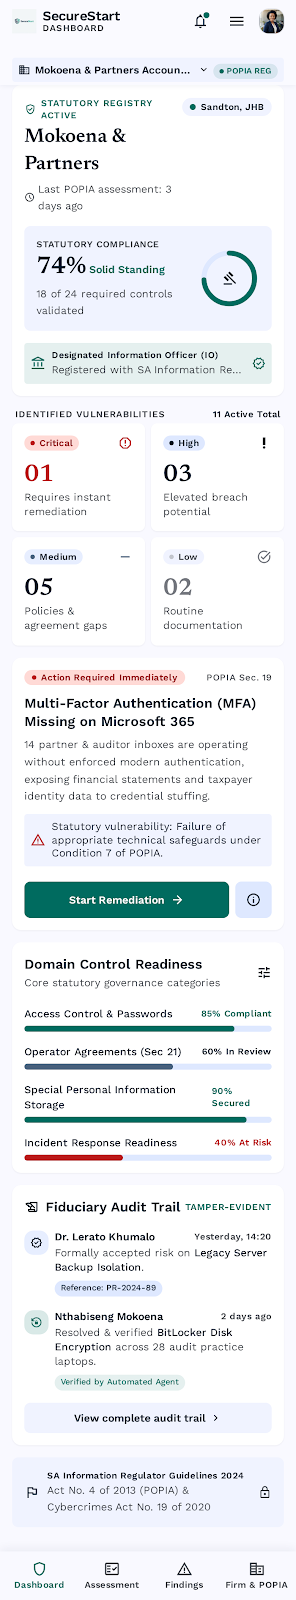 SecureStart
DASHBOARD
Mokoena & Partners Accoun...
POPIA REG
STATUTORY REGISTRY
ACTIVE
Sandton, JHB
Mokoena &
Partners
Last POPIA assessment: 3
days ago
STATUTORY COMPLIANCE
74% Solid Standing
18 of 24 required controls
validated
Designated Information Officer (IO)
Registered with SA Information Re...
IDENTIFIED VULNERABILITIES
11 Active Total
Critical
01
Requires instant
remediation
High
03
Elevated breach
potential
Medium
05
Policies &
agreement gaps
Low
02
Routine
documentation
Action Required Immediately
POPIA Sec. 19
Multi-Factor Authentication (MFA)
Missing on Microsoft 365
14 partner & auditor inboxes are operating
without enforced modern authentication,
exposing financial statements and taxpayer
identity data to credential stuffing.
Statutory vulnerability: Failure of
appropriate technical safeguards under
Condition 7 of POPIA.
Start Remediation
Domain Control Readiness
Core statutory governance categories
Access Control & Passwords
85% Compliant
Operator Agreements (Sec 21)
60% In Review
Special Personal Information
Storage
90%
Secured
Incident Response Readiness
40% At Risk
Fiduciary Audit Trail
TAMPER-EVIDENT
Dr. Lerato Khumalo
Yesterday, 14:20
Formally accepted risk on Legacy Server
Backup Isolation.
Reference: PR-2024-89
Nthabiseng Mokoena
2 days ago
Resolved & verified BitLocker Disk
Encryption across 28 audit practice
laptops.
Verified by Automated Agent
View complete audit trail
SA Information Regulator Guidelines 2024
Act No. 4 of 2013 (POPIA) &
Cybercrimes Act No. 19 of 2020
Dashboard
Assessment
Findings
Firm & POPIA